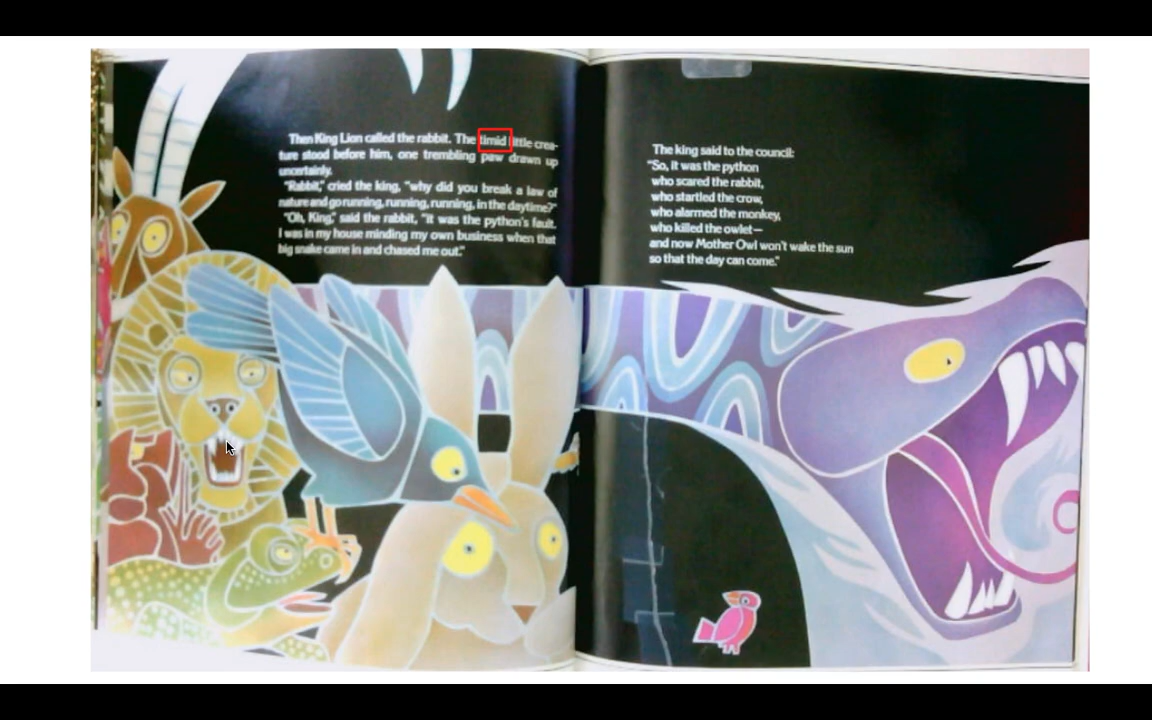 Then King Lion called the rabbit. The timid little crea-
ture stood before him, one trembling paw drawn up
uncertainly.
"Rabbit," cried the king, "why did you break a law of
nature and go running, running, running, in the daytime?"
"Oh, King," said the rabbit, "it was the python's fault.
I was in my house minding my own business when that
big snake came in and chased me out."
The king said to the council:
"So, it was the python
who scared the rabbit,
who startled the crow,
who alarmed the monkey,
who killed the owlet—
and now Mother Owl won't wake the sun
so that the day can come."